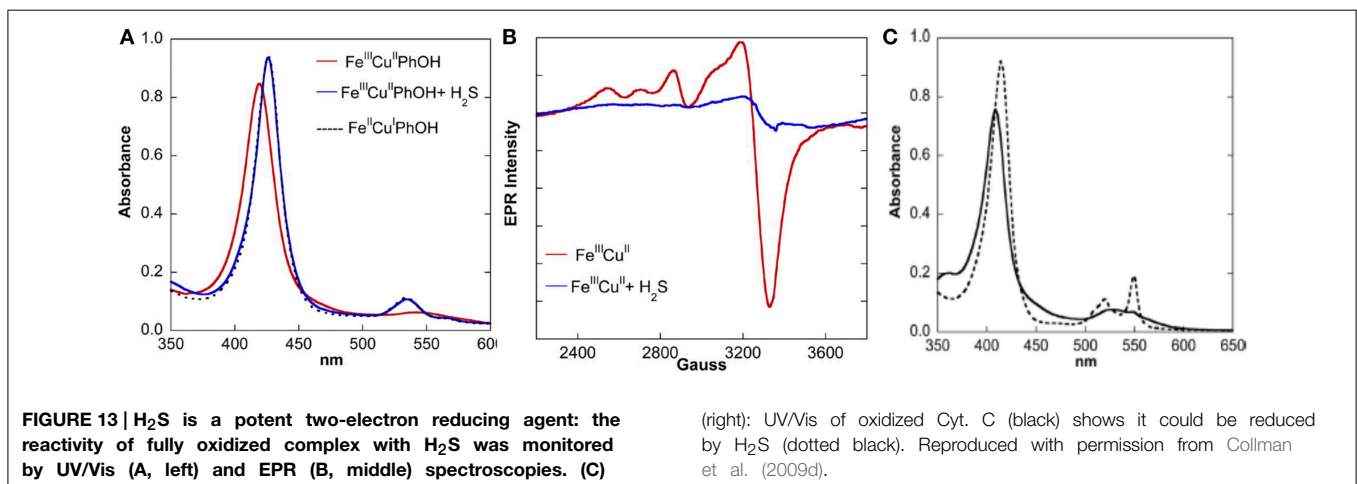 A
1.0
0.8
0.6
0.4
0.2
0.0
Absorbance
350
400
450
500
550
600
nm
Fe^III Cu^II PhOH
Fe^III Cu^II PhOH+ H_2S
Fe^II Cu^I PhOH
B
EPR Intensity
2400
2800
3200
3600
Gauss
Fe^III Cu^II
Fe^III Cu^II + H_2S
C
1.0
0.8
0.6
0.4
0.2
0.0
Absorbance
350
400
450
500
550
600
650
nm
FIGURE 13 | H2S is a potent two-electron reducing agent: the
reactivity of fully oxidized complex with H2S was monitored
by UV/Vis (A, left) and EPR (B, middle) spectroscopies. (C)
(right): UV/Vis of oxidized Cyt. C (black) shows it could be reduced
by H2S (dotted black). Reproduced with permission from Collman
et al. (2009d).